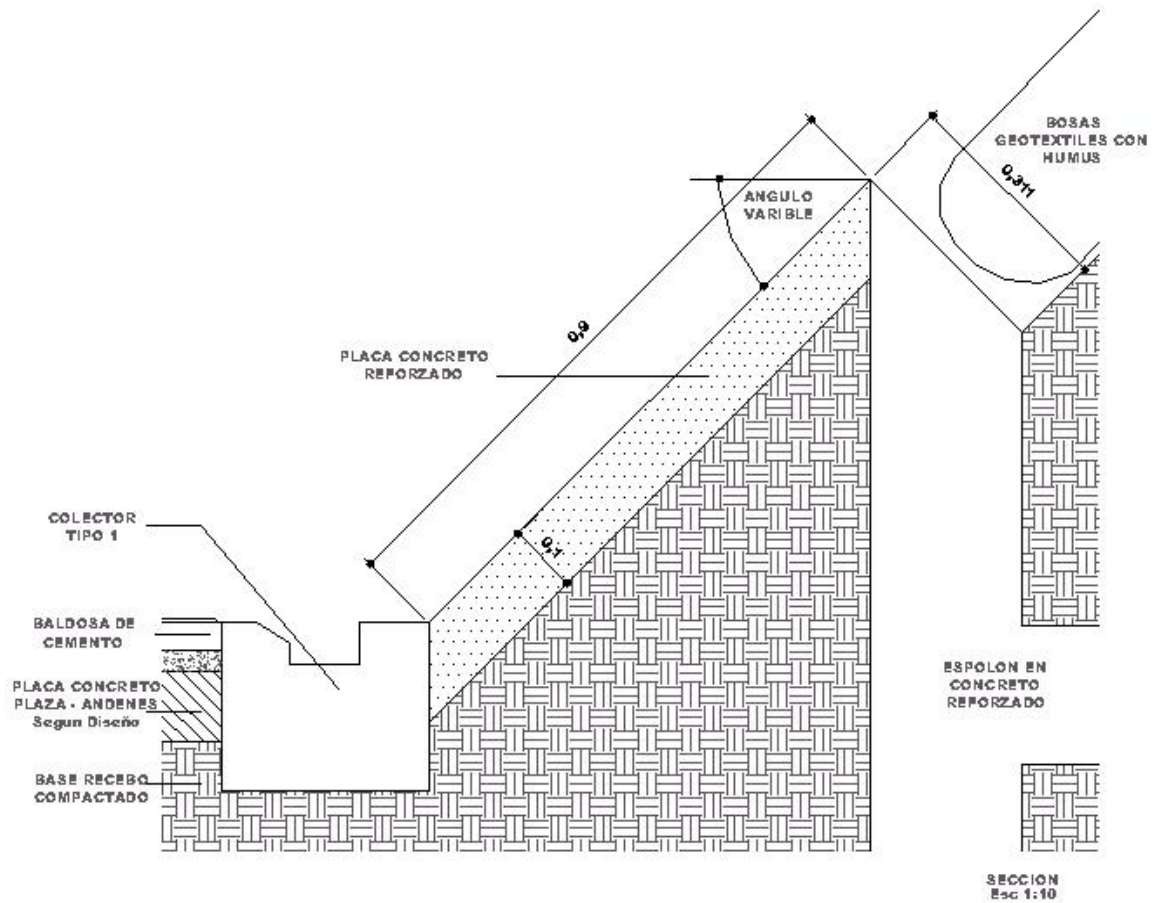 BOSAS
GEOTEXTILES CON
HUMUS
0,311
ANGULO
VARIBLE
0,9
PLACA CONCRETO
REFORZADO
0,1
COLECTOR
TIPO 1
BALDOSA DE
CEMENTO
PLACA CONCRETO
PLAZA - ANDENES
Segun Diseño
BASE RECEBO
COMPACTADO
ESPOLON EN
CONCRETO
REFORZADO
SECCION
Esc 1:10